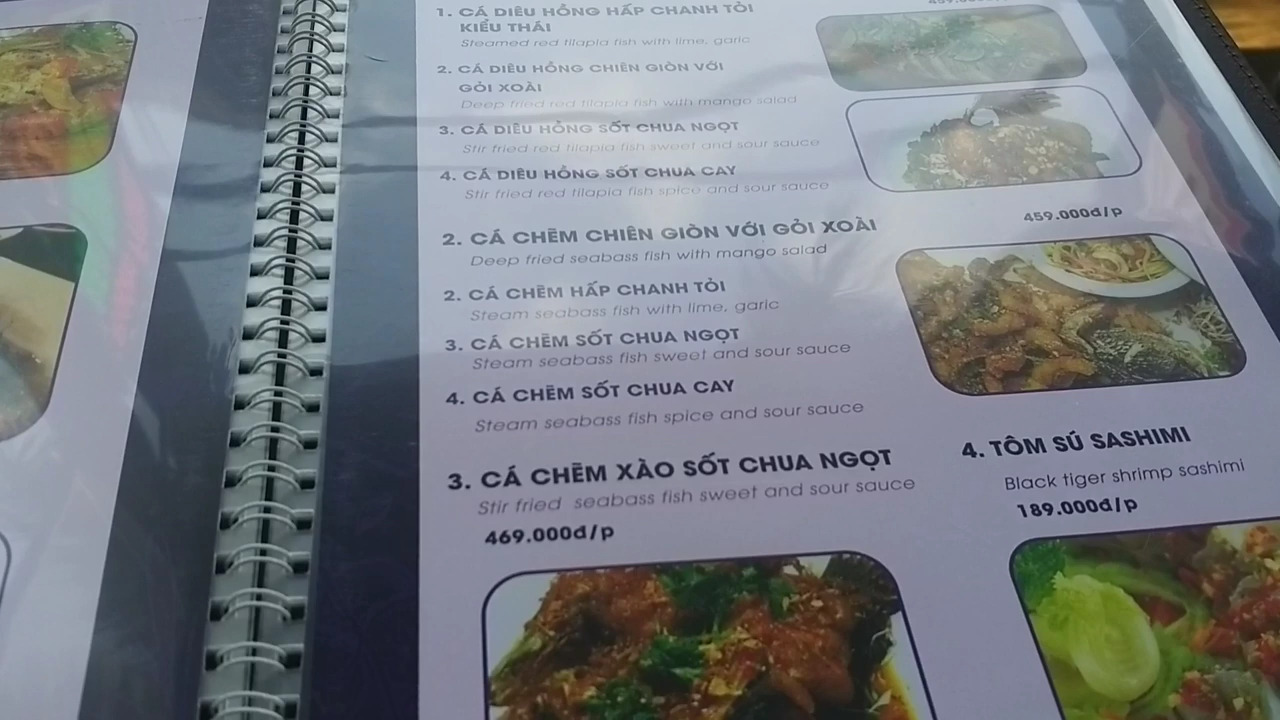 1. CÁ DIÊU HỒNG HẤP CHANH TỎI
KIỂU THÁI
Steamed red tilapia fish with lime, garic
2. CÁ DIÊU HỒNG CHIÊN GIÒN VỚI
GỎI XOÀI
Deep fried red tilapia fish with mango salad
3. CÁ DIÊU HỒNG SỐT CHUA NGỌT
Stir fried red tilapia fish sweet and sour sauce
4. CÁ DIÊU HỒNG SỐT CHUA CAY
Stir fried red tilapia fish spice and sour sauce
2. CÁ CHẼM CHIÊN GIÒN VỚI GỎI XOÀI
459.000đ/p
Deep fried seabass fish with mango salad
2. CÁ CHẼM HẤP CHANH TỎI
Steam seabass fish with lime, garic
3. CÁ CHẼM SỐT CHUA NGỌT
Steam seabass fish sweet and sour sauce
4. CÁ CHẼM SỐT CHUA CAY
Steam seabass fish spice and sour sauce
3. CÁ CHẼM XÀO SỐT CHUA NGỌT
Stir fried seabass fish sweet and sour sauce
469.000đ/p
4. TÔM SÚ SASHIMI
Black tiger shrimp sashimi
189.000đ/p